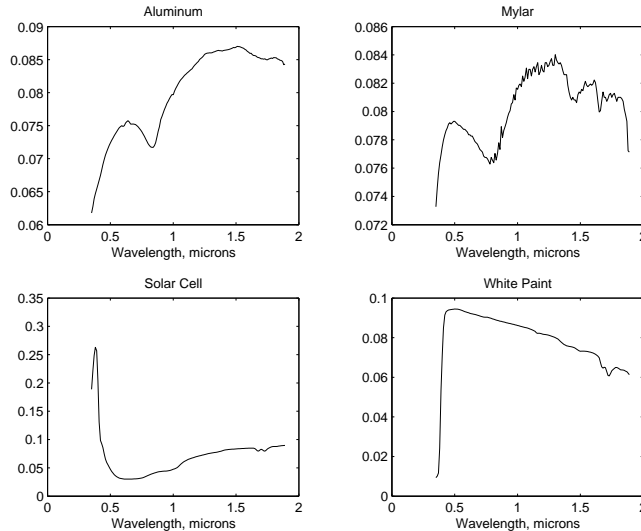 Aluminum
0.09
0.085
0.08
0.075
0.07
0.065
0.06
0 0.5 1 1.5 2
Wavelength, microns
Mylar
0.086
0.084
0.082
0.08
0.078
0.076
0.074
0.072
0 0.5 1 1.5 2
Wavelength, microns
Solar Cell
0.35
0.3
0.25
0.2
0.15
0.1
0.05
0
0 0.5 1 1.5 2
Wavelength, microns
White Paint
0.1
0.08
0.06
0.04
0.02
0
0 0.5 1 1.5 2
Wavelength, microns